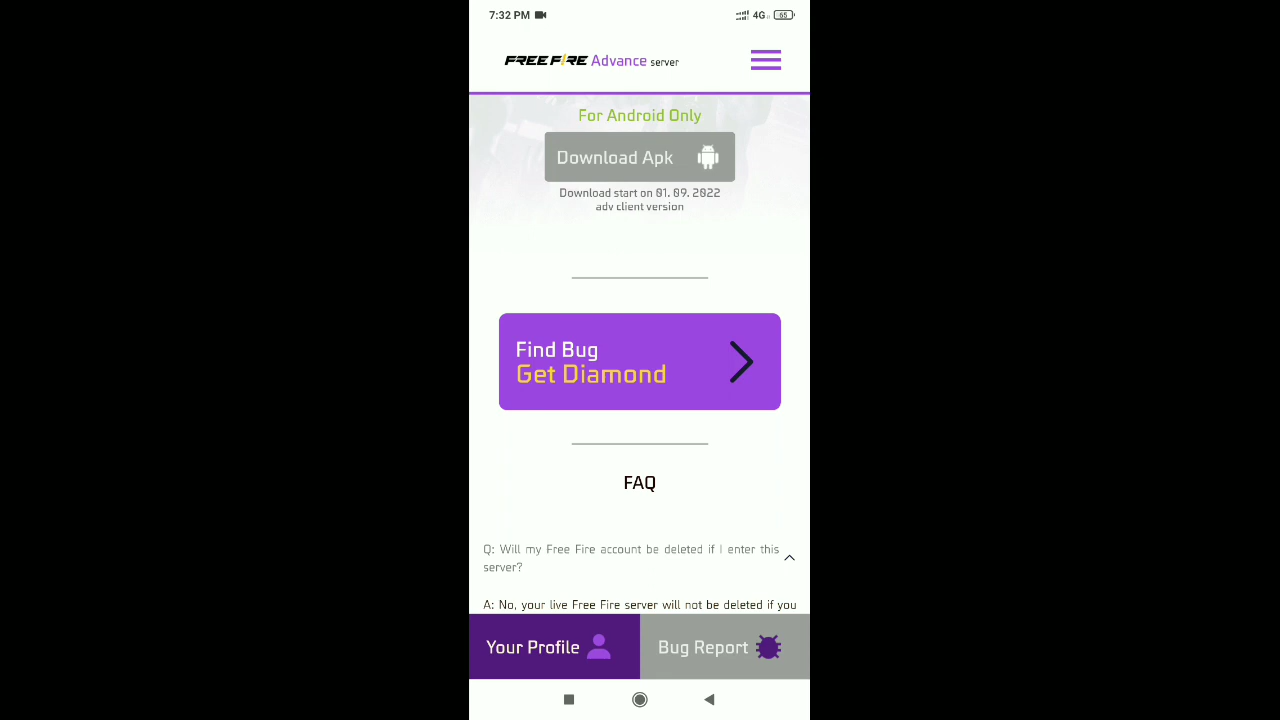 7:32 PM 4G 65
FREE FIRE Advance server
For Android Only
Download Apk
Download start on 01. 09. 2022
adv client version
Find Bug
Get Diamond
FAQ
Q: Will my Free Fire account be deleted if I enter this
server?
A: No, your live Free Fire server will not be deleted if you
Your Profile Bug Report